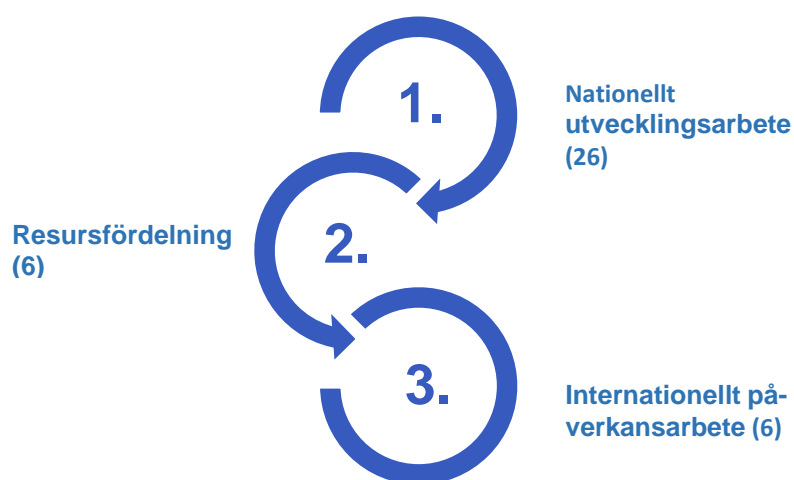 1.
Nationellt
utvecklingsarbete
(26)
Resursfördelning
(6)
2.
3.
Internationellt på-
verkansarbete (6)